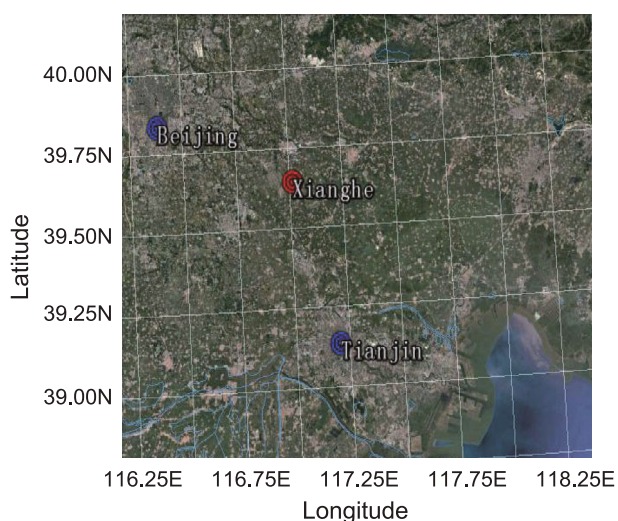 40.00N
Beijing
39.75N
Xianghe
39.50N
Latitude
39.25N
Tianjin
39.00N
116.25E 116.75E 117.25E 117.75E 118.25E
Longitude